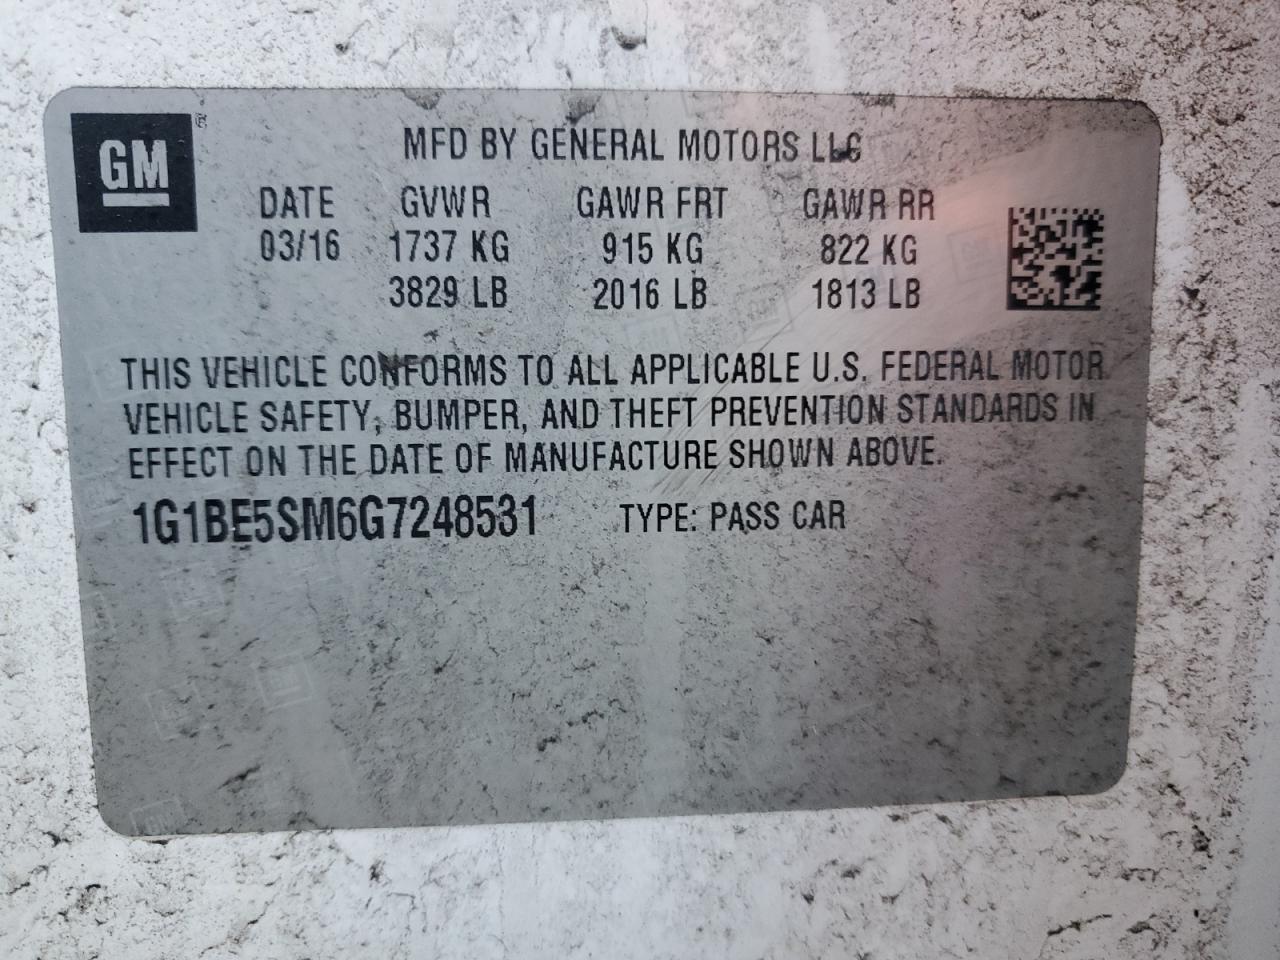 GM
MFD BY GENERAL MOTORS LLC
DATE GVWR GAWR FRT GAWR RR
03/16 1737 KG 915 KG 822 KG
3829 LB 2016 LB 1813 LB
THIS VEHICLE CONFORMS TO ALL APPLICABLE U.S. FEDERAL MOTOR
VEHICLE SAFETY, BUMPER, AND THEFT PREVENTION STANDARDS IN
EFFECT ON THE DATE OF MANUFACTURE SHOWN ABOVE.
1G1BE5SM6G7248531 TYPE: PASS CAR